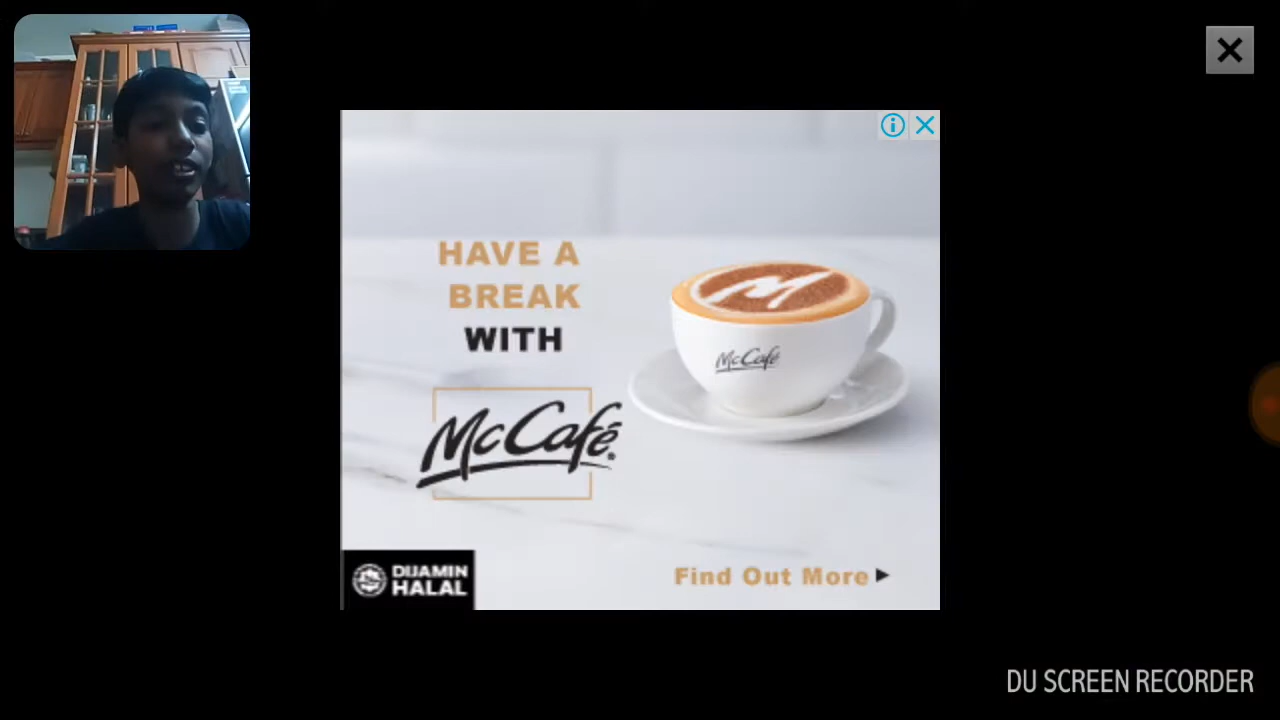 HAVE A
BREAK
WITH
McCafé®
McCafé
DIJAMIN
HALAL
Find Out More
DU SCREEN RECORDER